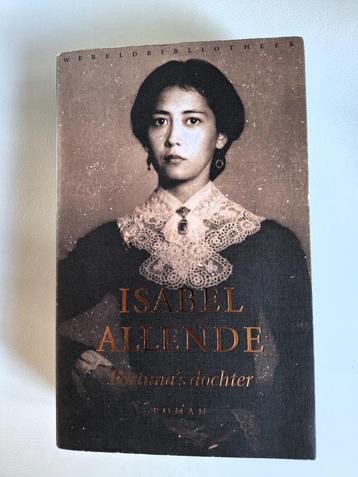 WERELDBIBLIOTHEEK
ISABEL
ALLENDE
Fortuna's dochter
ROMAN